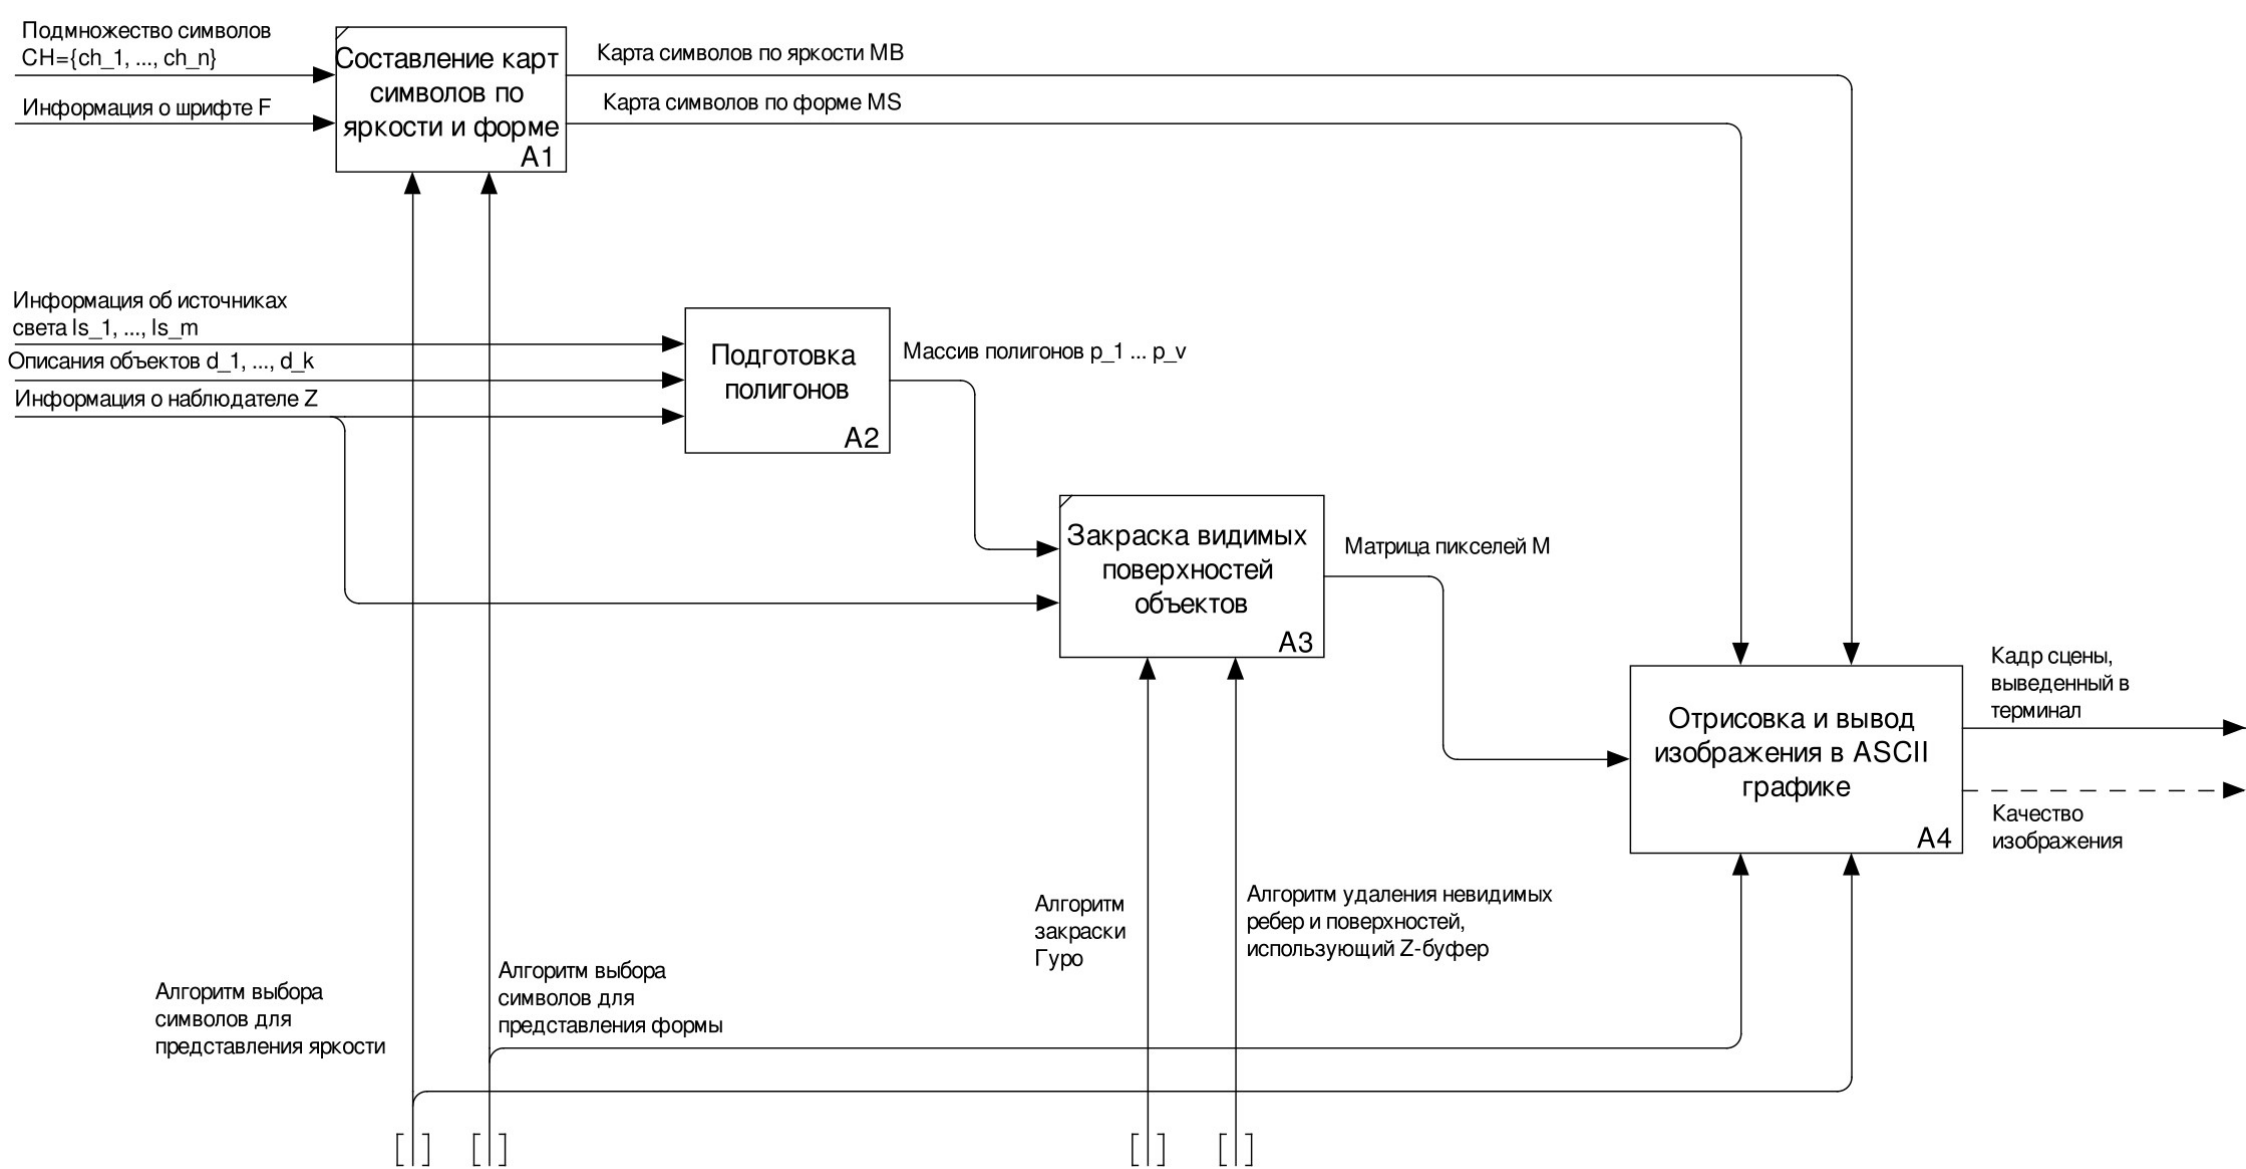 Подмножество символов
CH={ch_1, ..., ch_n}
Информация о шрифте F
Составление карт
символов по
яркости и форме
A1
Карта символов по яркости MB
Карта символов по форме MS
Информация об источниках
света ls_1, ..., ls_m
Описания объектов d_1, ..., d_k
Информация о наблюдателе Z
Подготовка
полигонов
A2
Массив полигонов p_1 ... p_v
Закраска видимых
поверхностей
объектов
A3
Матрица пикселей M
Отрисовка и вывод
изображения в ASCII
графике
A4
Кадр сцены,
выведенный в
терминал
Качество
изображения
Алгоритм выбора
символов для
представления яркости
Алгоритм выбора
символов для
представления формы
Алгоритм
закраски
Гуро
Алгоритм удаления невидимых
ребер и поверхностей,
использующий Z-буфер